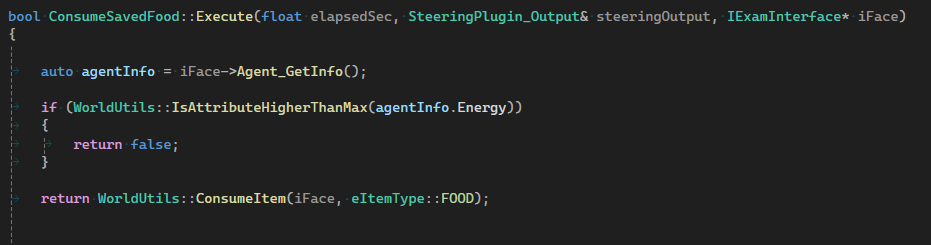 bool ConsumeSavedFood::Execute(float elapsedSec, SteeringPlugin_Output& steeringOutput, IExamInterface* iFace)
{
auto agentInfo = iFace->Agent_GetInfo();
if (WorldUtils::IsAttributeHigherThanMax(agentInfo.Energy))
{
return false;
}
return WorldUtils::ConsumeItem(iFace, eItemType::FOOD);